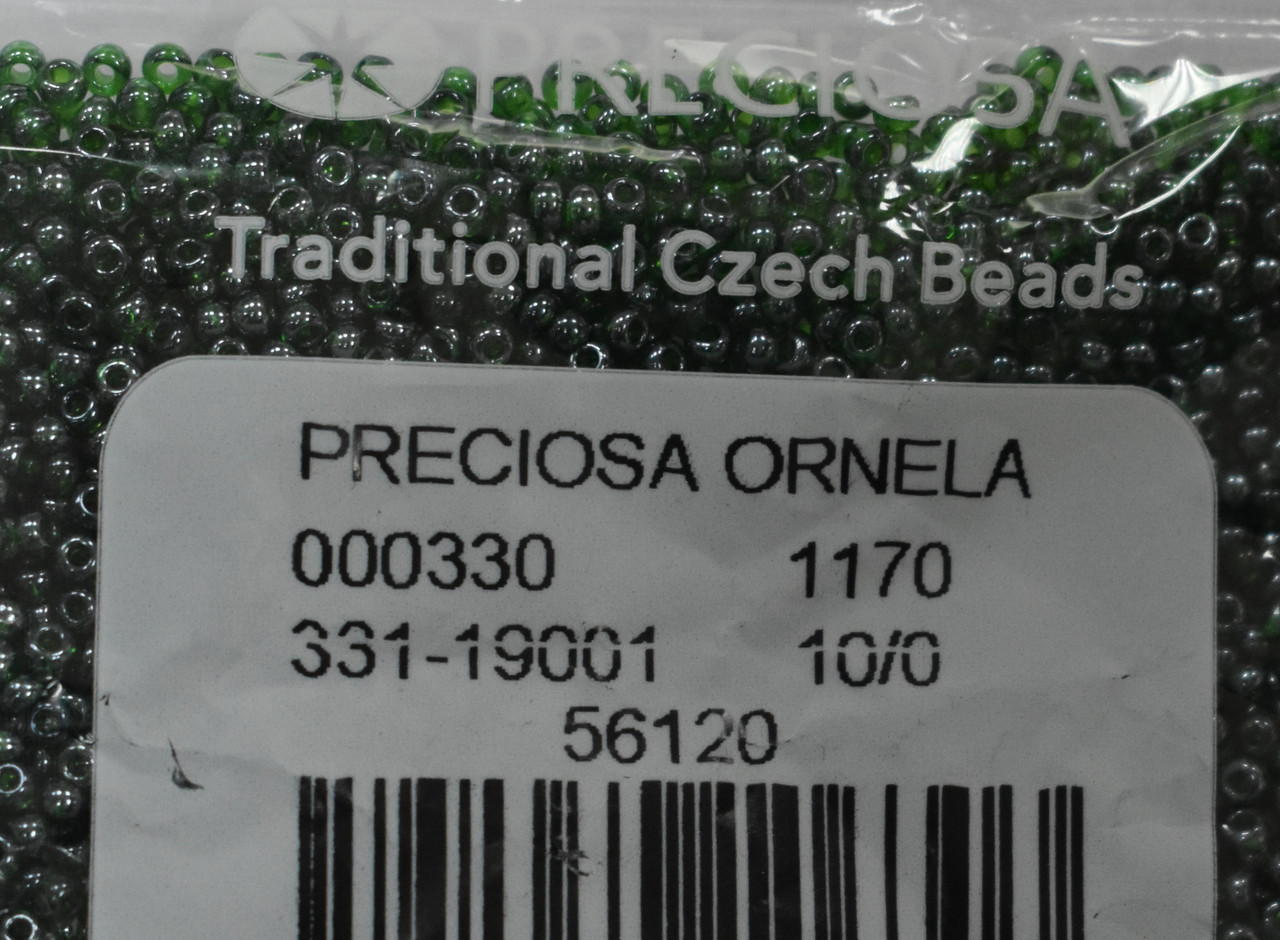 PRECIOSA
Traditional Czech Beads
PRECIOSA ORNELA
000330 1170
331-19001 10/0
56120